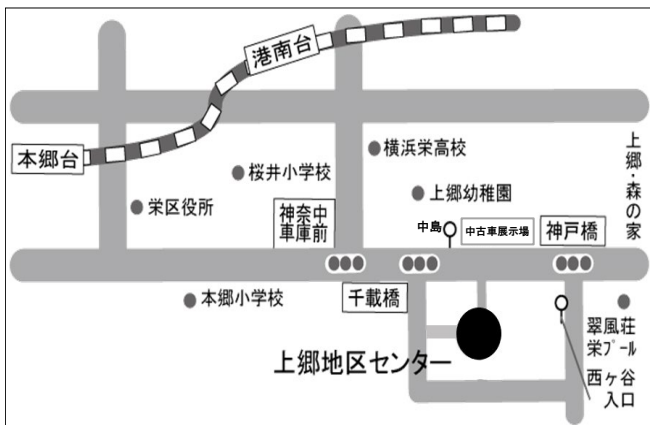 港南台
本郷台
横浜栄高校
桜井小学校
上郷・森の家
上郷幼稚園
栄区役所
神奈中
車庫前
中島
中古車展示場
神戸橋
本郷小学校
千載橋
翠風荘
栄プール
上郷地区センター
西ヶ谷
入口